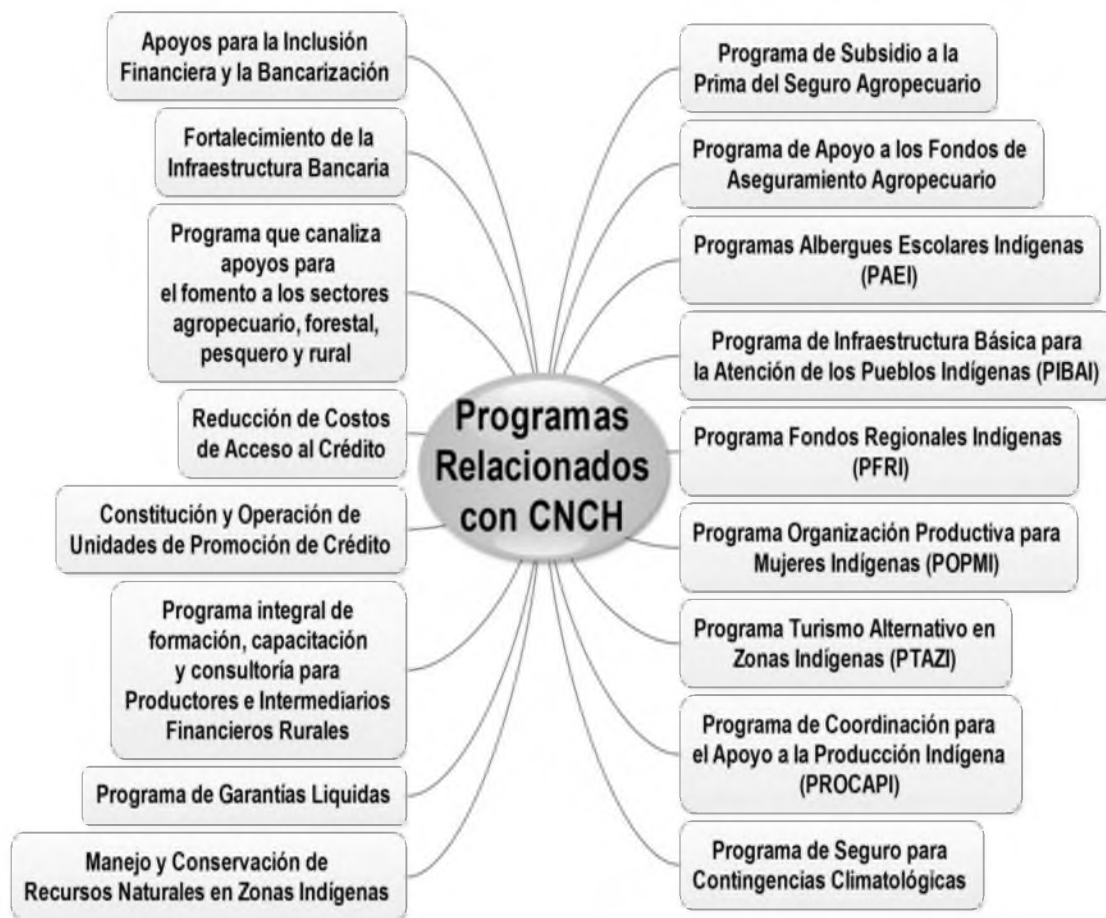 Apoyos para la Inclusión
Financiera y la Bancarización
Fortalecimiento de la
Infraestructura Bancaria
Programa que canaliza
apoyos para
el fomento a los sectores
agropecuario, forestal,
pesquero y rural
Reducción de Costos
de Acceso al Crédito
Constitución y Operación de
Unidades de Promoción de Crédito
Programa integral de
formación, capacitación
y consultoría para
Productores e Intermediarios
Financieros Rurales
Programa de Garantías Liquidas
Manejo y Conservación de
Recursos Naturales en Zonas Indígenas
Programas
Relacionados
con CNCH
Programa de Subsidio a la
Prima del Seguro Agropecuario
Programa de Apoyo a los Fondos de
Aseguramiento Agropecuario
Programas Albergues Escolares Indígenas
(PAEI)
Programa de Infraestructura Básica para
la Atención de los Pueblos Indígenas (PIBAI)
Programa Fondos Regionales Indígenas
(PFRI)
Programa Organización Productiva para
Mujeres Indígenas (POPMI)
Programa Turismo Alternativo en
Zonas Indígenas (PTAZI)
Programa de Coordinación para
el Apoyo a la Producción Indígena
(PROCAPI)
Programa de Seguro para
Contingencias Climatológicas